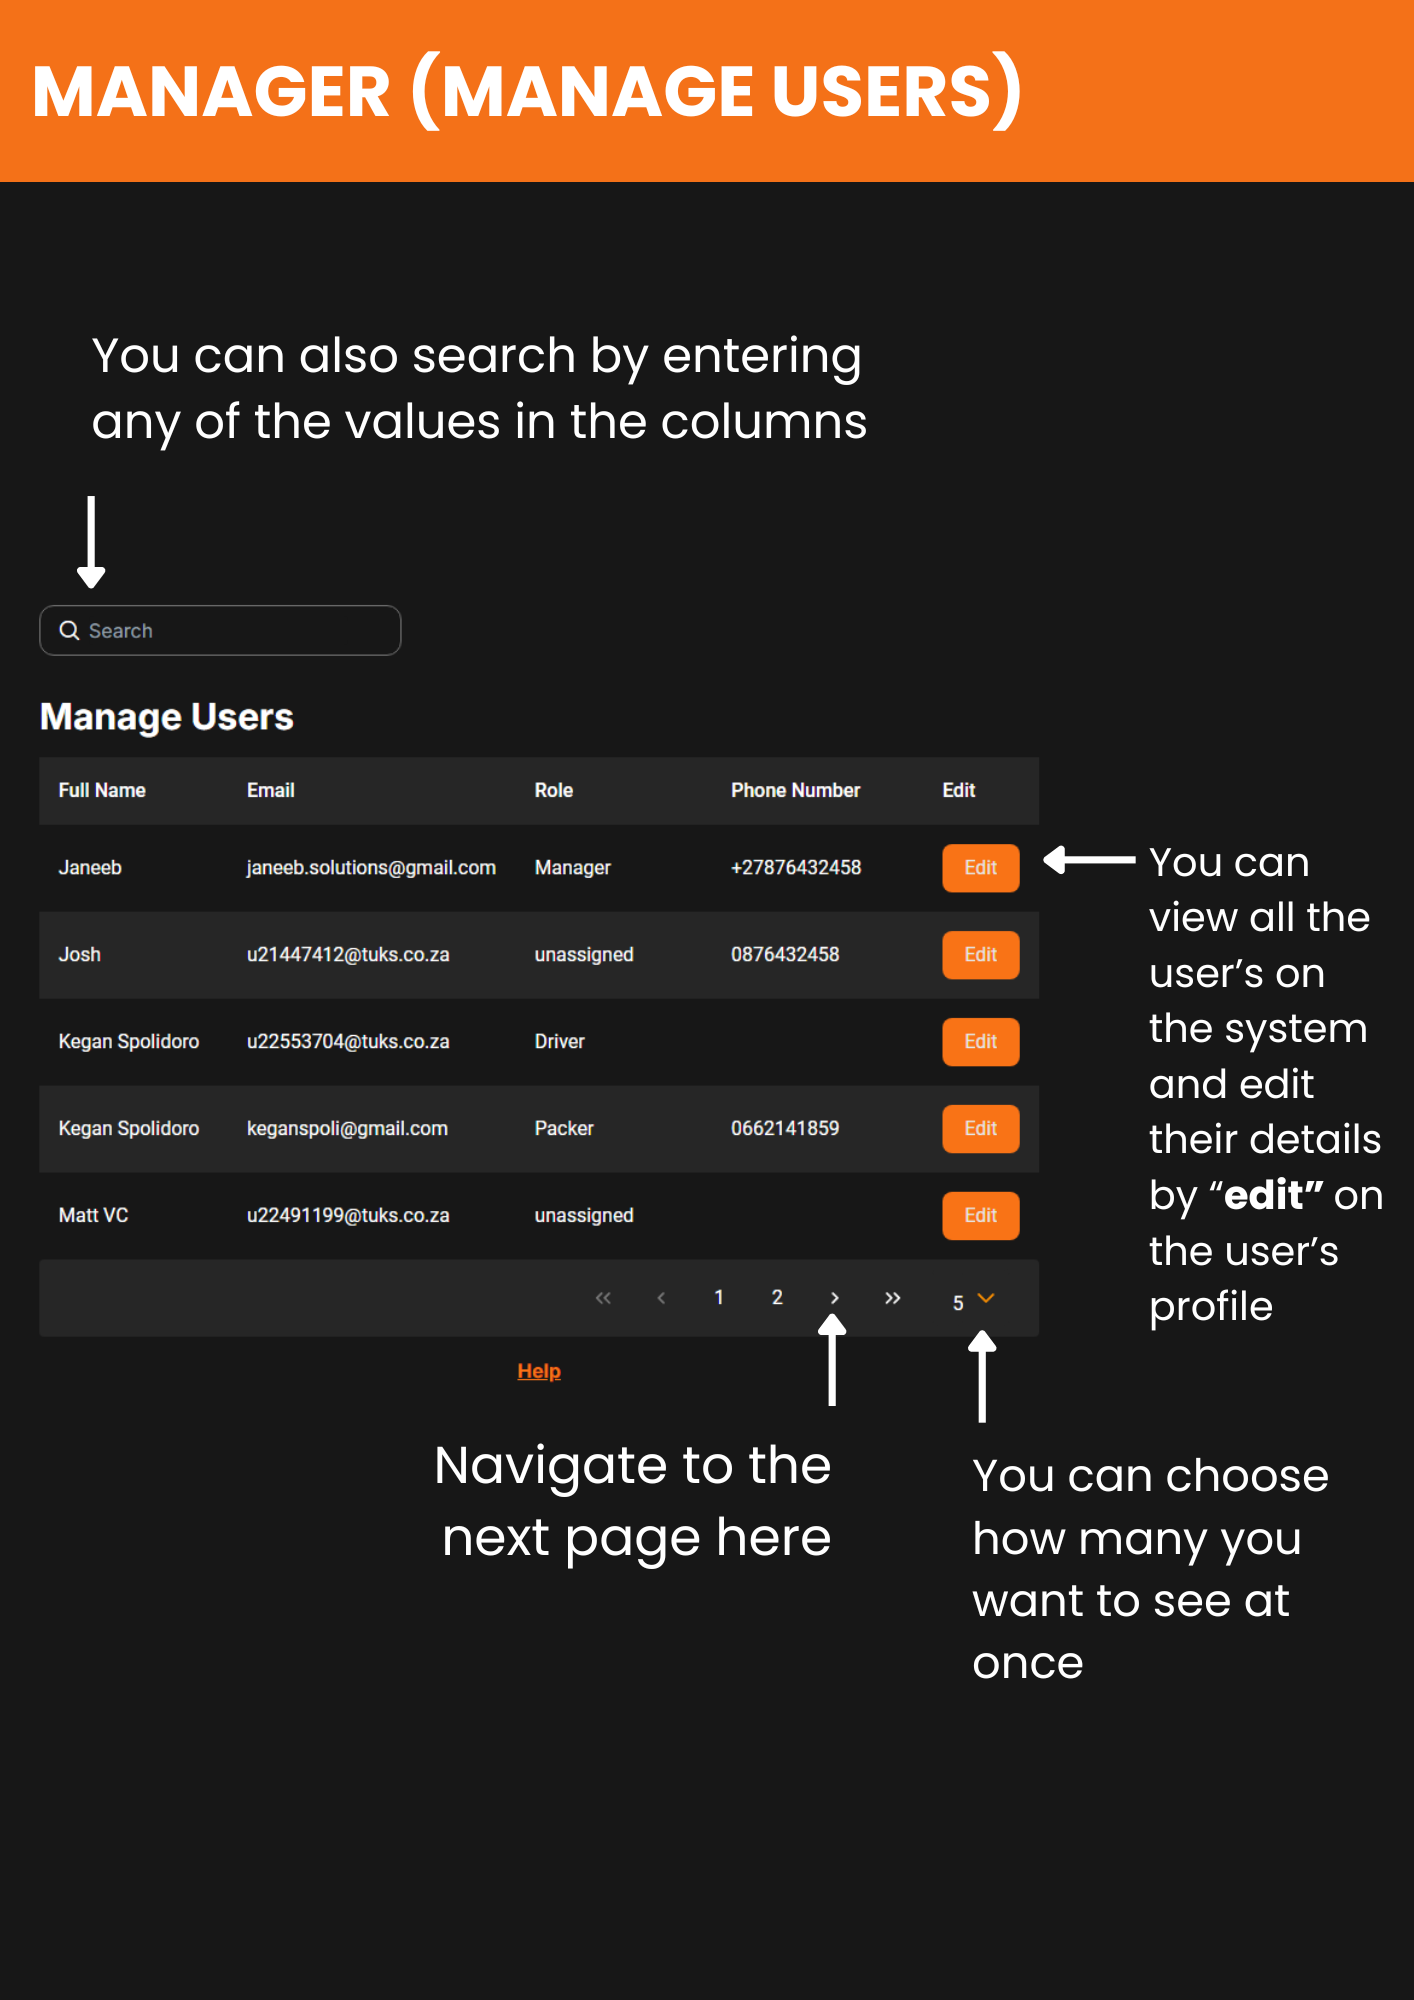 MANAGER (MANAGE USERS)
You can also search by entering
any of the values in the columns
Search
Manage Users
Full Name Email Role Phone Number Edit
Janeeb janeeb.solutions@gmail.com Manager +27876432458 Edit
Josh u21447412@tuks.co.za unassigned 0876432458 Edit
Kegan Spolidoro u22553704@tuks.co.za Driver Edit
Kegan Spolidoro keganspoli@gmail.com Packer 0662141859 Edit
Matt VC u22491199@tuks.co.za unassigned Edit
« ‹ 1 2 › » 5
Help
You can
view all the
user’s on
the system
and edit
their details
by “edit” on
the user’s
profile
Navigate to the
next page here
You can choose
how many you
want to see at
once